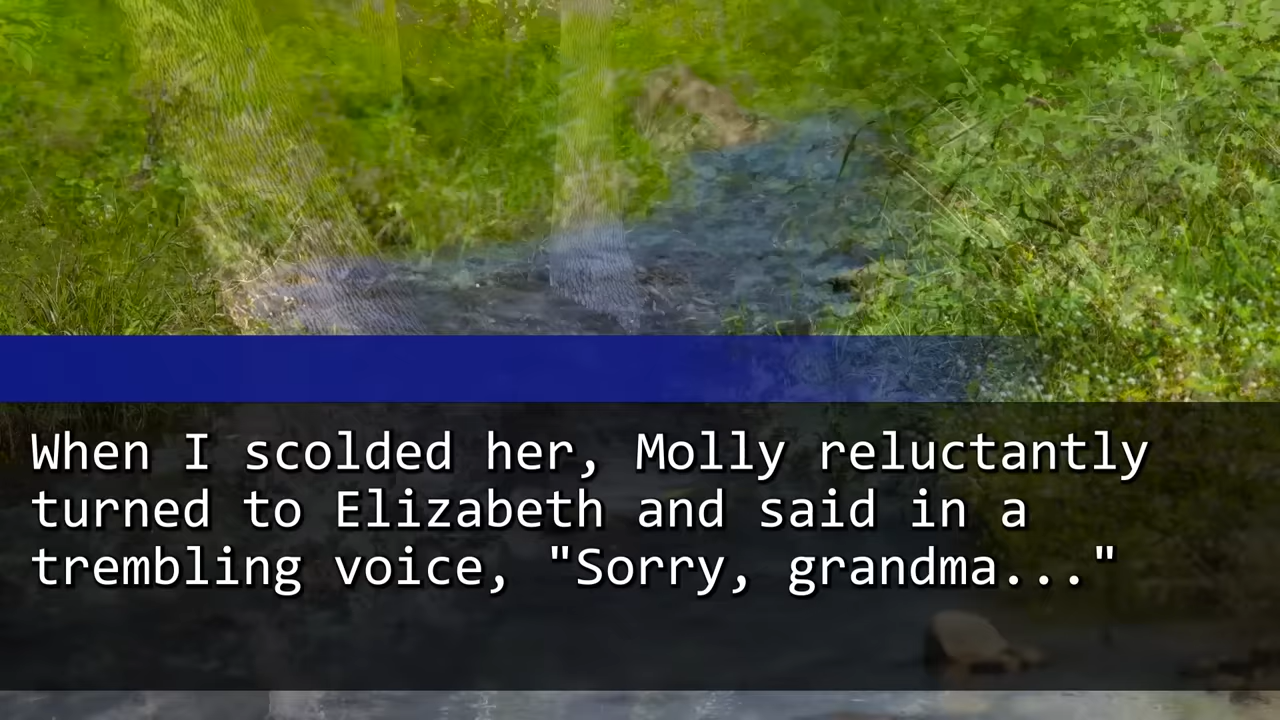 When I scolded her, Molly reluctantly
turned to Elizabeth and said in a
trembling voice, "Sorry, grandma..."